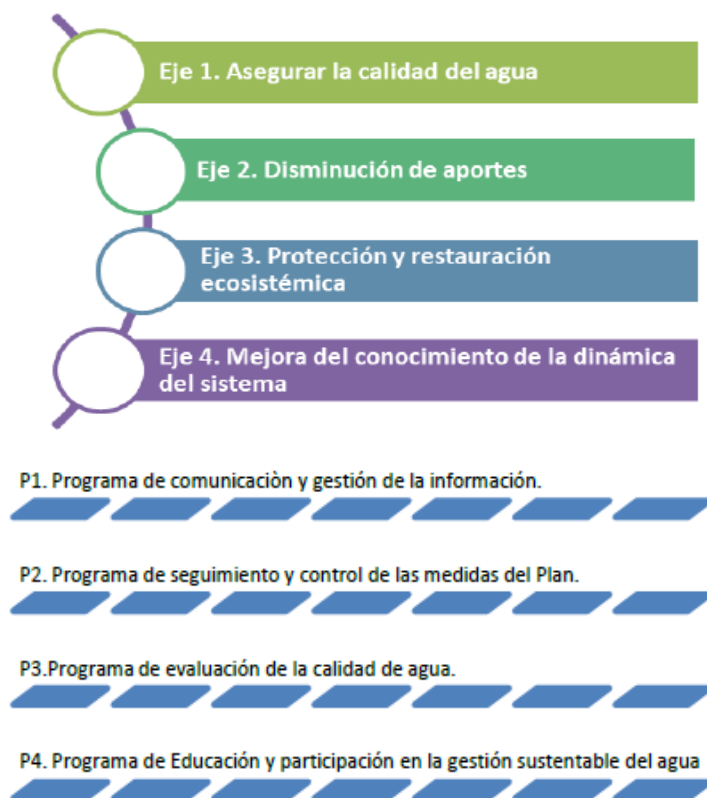 Eje 1. Asegurar la calidad del agua
Eje 2. Disminución de aportes
Eje 3. Protección y restauración
ecosistémica
Eje 4. Mejora del conocimiento de la dinámica
del sistema
P1. Programa de comunicaciòn y gestión de la información.
P2. Programa de seguimiento y control de las medidas del Plan.
P3.Programa de evaluación de la calidad de agua.
P4. Programa de Educación y participación en la gestión sustentable del agua